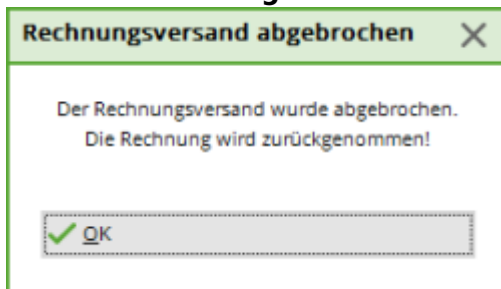 Rechnungsversand abgebrochen
Der Rechnungsversand wurde abgebrochen.
Die Rechnung wird zurückgenommen!
OK